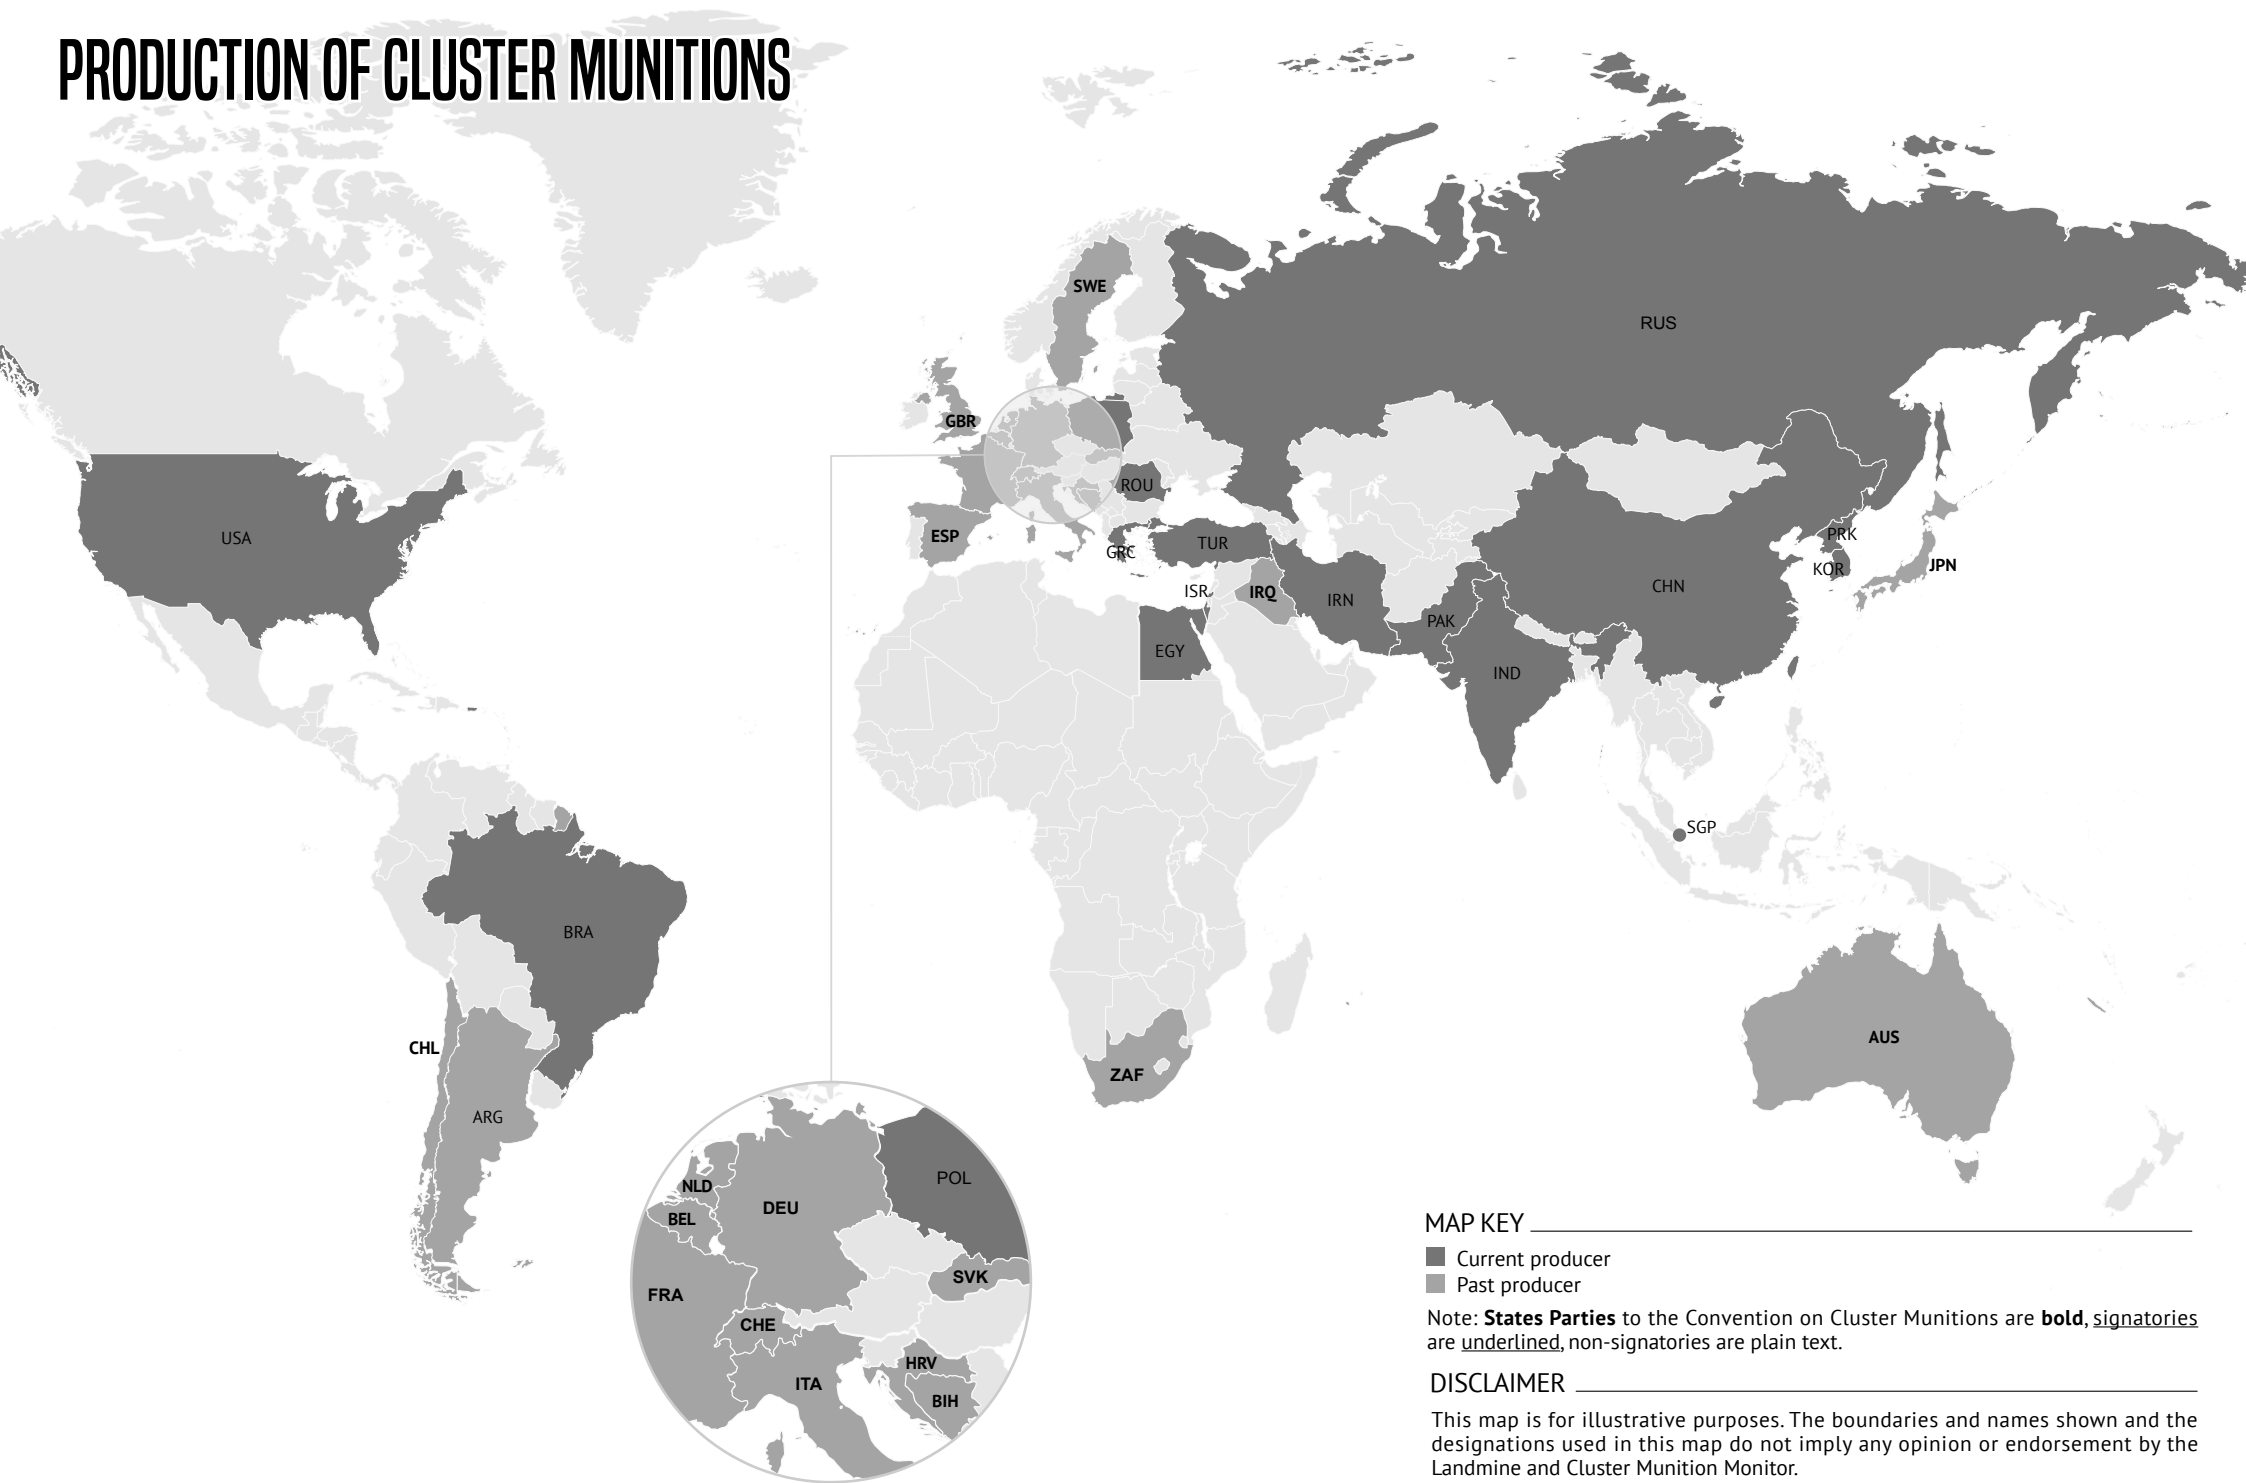 PRODUCTION OF CLUSTER MUNITIONS
SWE
RUS
GBR
ROU
USA
ESP
GRC
TUR
PRK
KOR
JPN
ISR
IRQ
IRN
CHN
PAK
EGY
IND
SGP
BRA
CHL
AUS
ZAF
ARG
POL
NLD
DEU
BEL
SVK
FRA
CHE
HRV
ITA
BIH
MAP KEY
Current producer
Past producer
Note: States Parties to the Convention on Cluster Munitions are bold, signatories
are underlined, non-signatories are plain text.
DISCLAIMER
This map is for illustrative purposes. The boundaries and names shown and the
designations used in this map do not imply any opinion or endorsement by the
Landmine and Cluster Munition Monitor.